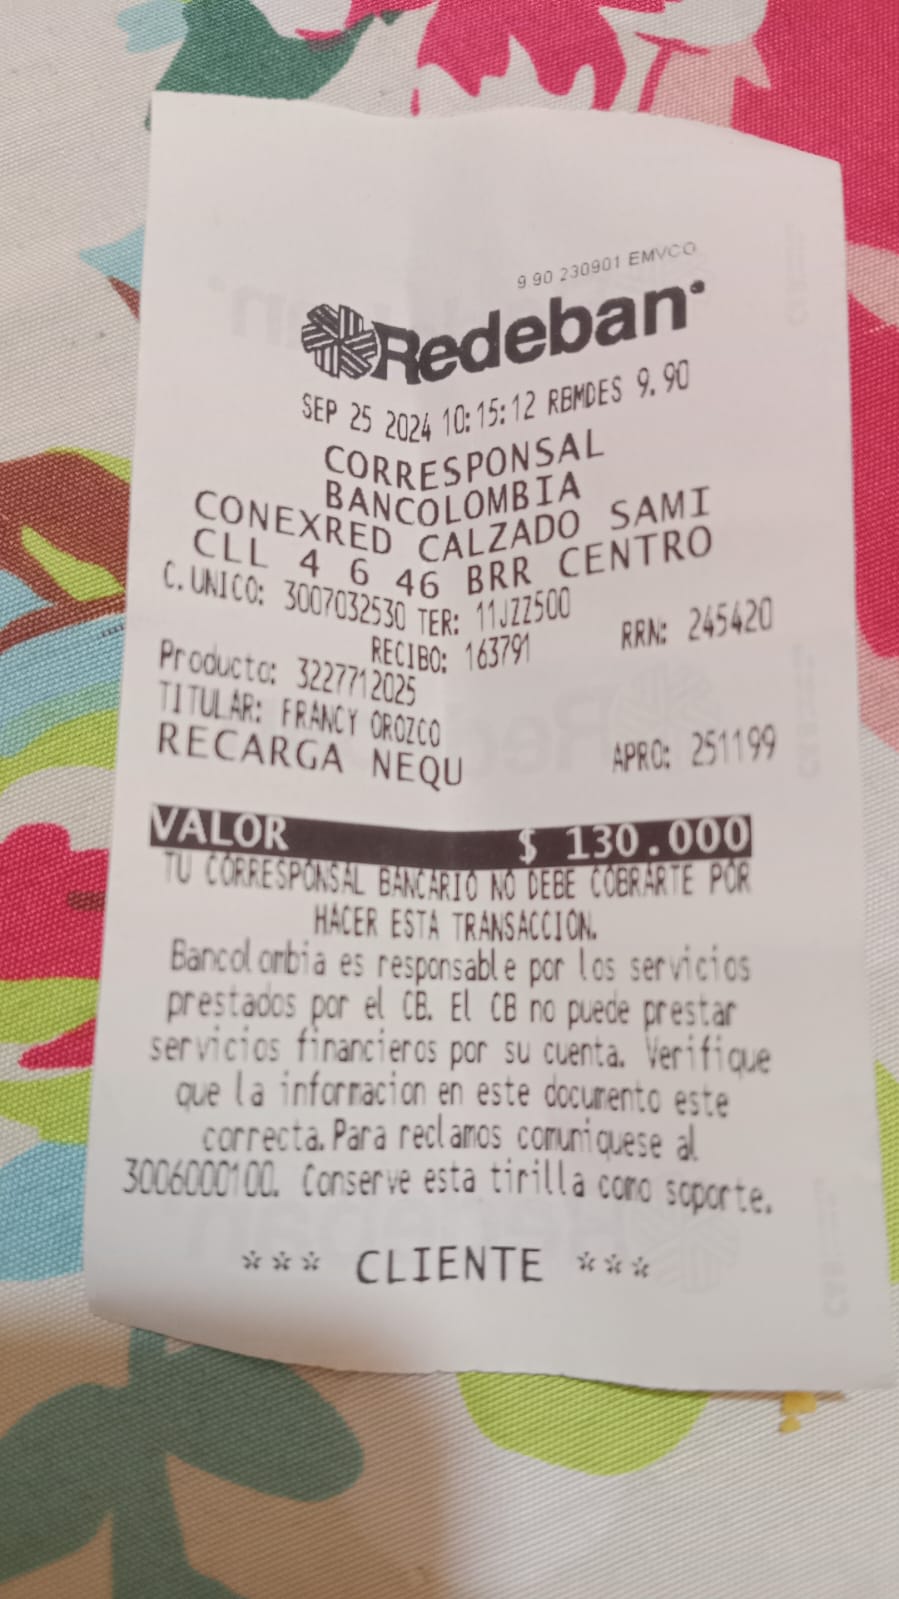 9.90 230901 EMVCO
Redeban
SEP 25 2024 10:15:12 RBMDES 9.90
CORRESPONSAL
BANCOLOMBIA
CONEXRED CALZADO SAMI
CLL 4 6 46 BRR CENTRO
C.UNICO: 3007032530 TER: 11JZZ500
RECIBO: 163791 RRN: 245420
Producto: 3227712025
TITULAR: FRANCY OROZCO
RECARGA NEQU APRO: 251199
VALOR $ 130.000
TU CORRESPONSAL BANCARIO NO DEBE COBRARTE POR
HACER ESTA TRANSACCION.
Bancolombia es responsable por los servicios
prestados por el CB. El CB no puede prestar
servicios financieros por su cuenta. Verifique
que la informacion en este documento este
correcta.Para reclamos comuniquese al
3006000100. Conserve esta tirilla como soporte.
*** CLIENTE ***